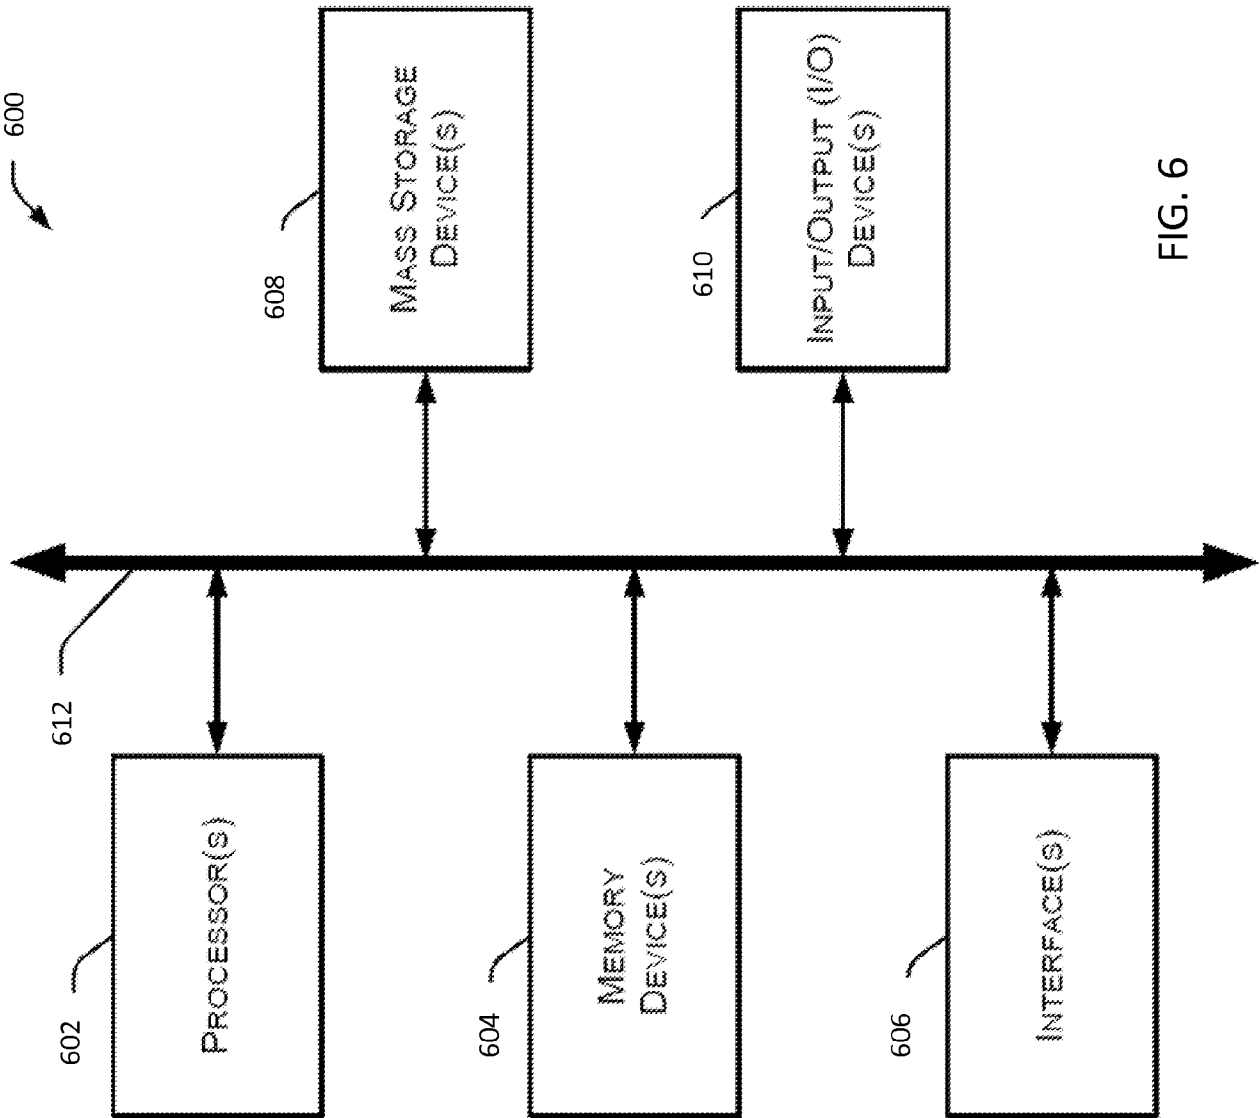 600
602
PROCESSOR(S)
612
608
MASS STORAGE
DEVICE(S)
604
MEMORY
DEVICE(S)
610
INPUT/OUTPUT (I/O)
DEVICE(S)
606
INTERFACE(S)
FIG. 6